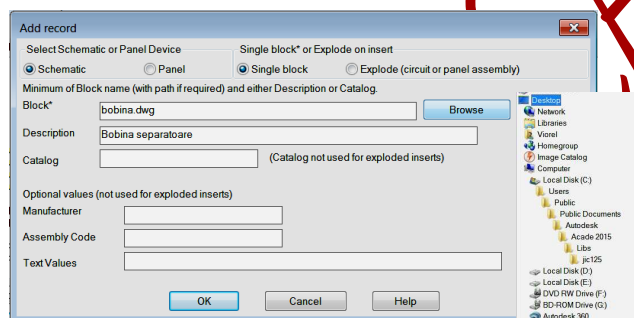 Add record
Select Schematic or Panel Device
Single block* or Explode on insert
Schematic
Panel
Single block
Explode (circuit or panel assembly)
Minimum of Block name (with path if required) and either Description or Catalog.
Block*
bobina.dwg
Browse
Description
Bobina separatoare
Catalog
(Catalog not used for exploded inserts)
Optional values (not used for exploded inserts)
Manufacturer
Assembly Code
Text Values
OK
Cancel
Help
Desktop
Network
Libraries
Viorel
Homegroup
Image Catalog
Computer
Local Disk (C:)
Users
Public
Public Documents
Autodesk
Acade 2015
Libs
jic125
Local Disk (D:)
Local Disk (E:)
DVD RW Drive (F:)
BD-ROM Drive (G:)
Autodesk 360